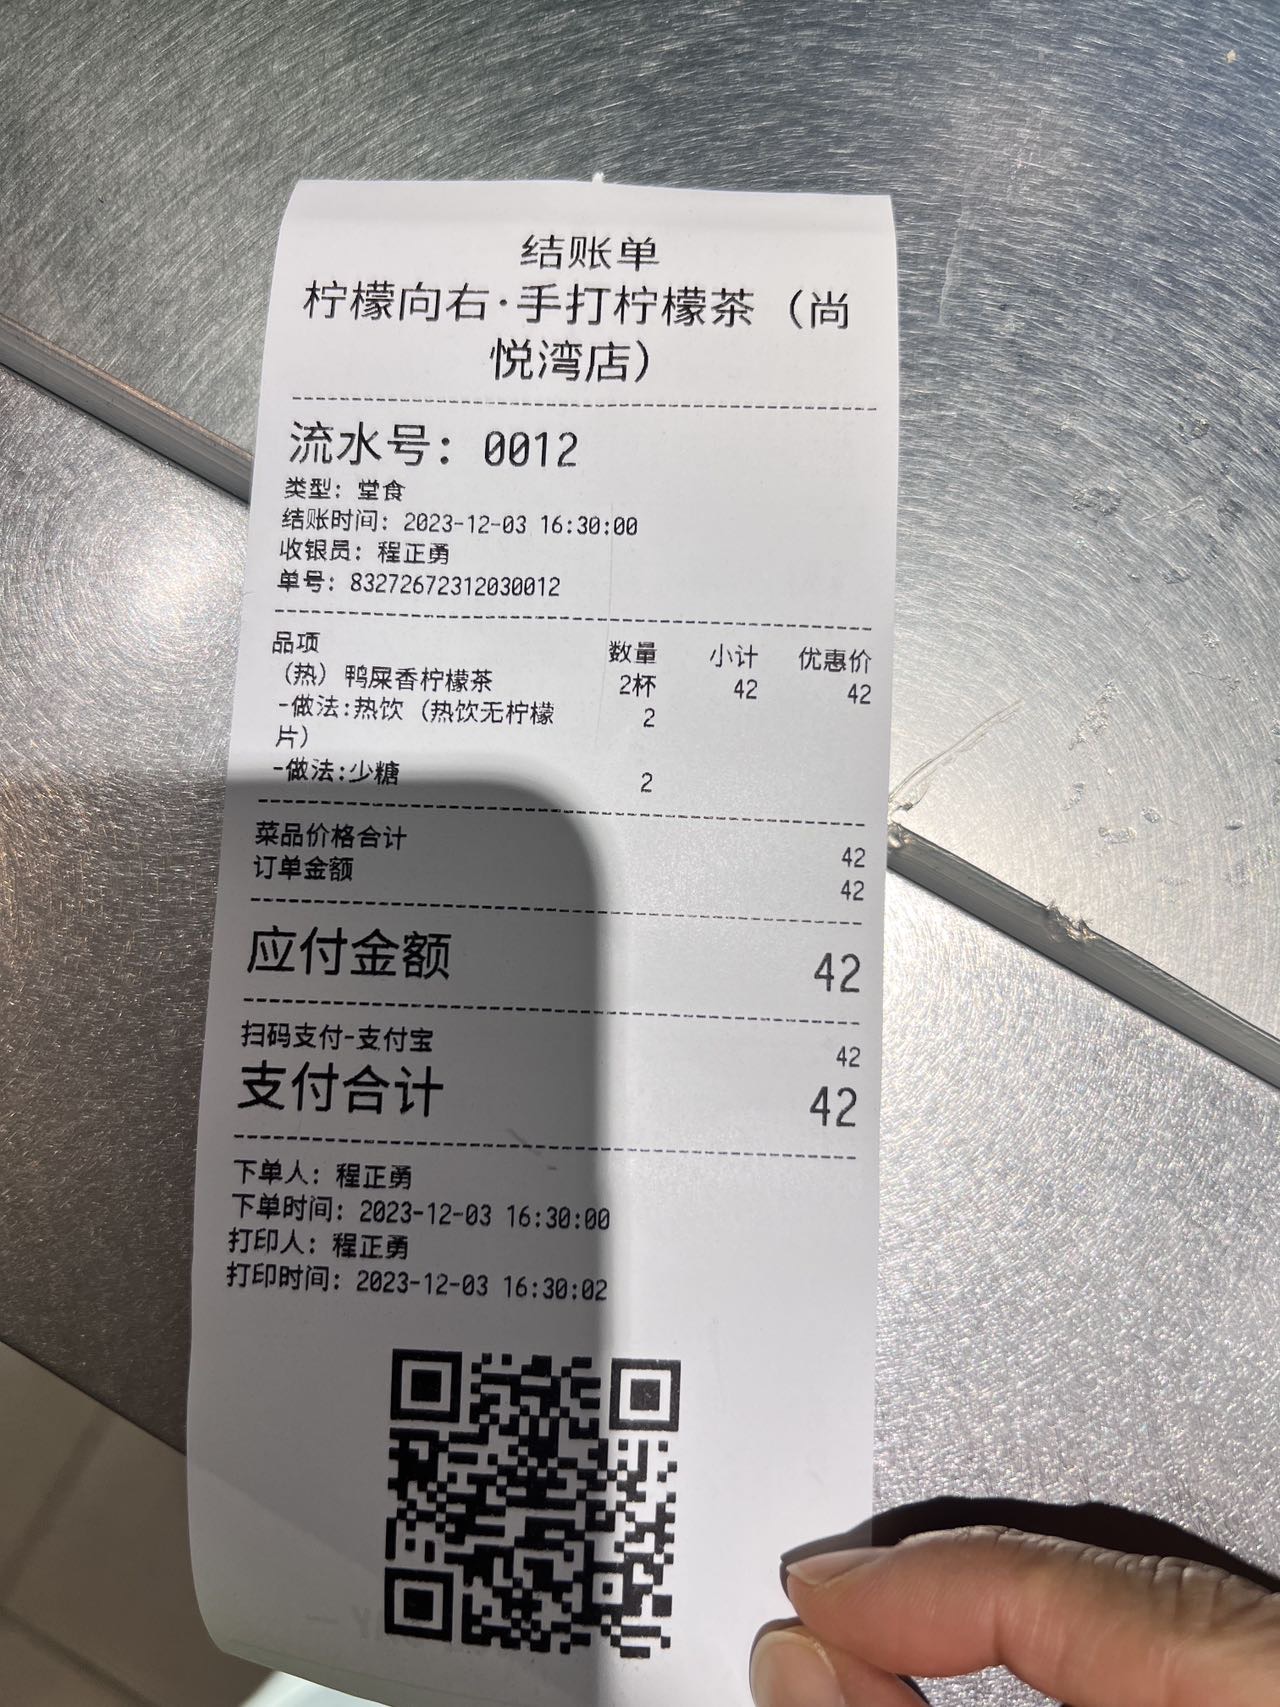 结账单
柠檬向右·手打柠檬茶（尚
悦湾店）
流水号：0012
类型：堂食
结账时间：2023-12-03 16:30:00
收银员：程正勇
单号：83272672312030012
品项 数量 小计 优惠价
（热）鸭屎香柠檬茶 2杯 42 42
-做法:热饮（热饮无柠檬 2
片）
-做法:少糖 2
菜品价格合计 42
订单金额 42
应付金额 42
扫码支付-支付宝 42
支付合计 42
下单人：程正勇
下单时间：2023-12-03 16:30:00
打印人：程正勇
打印时间：2023-12-03 16:30:02